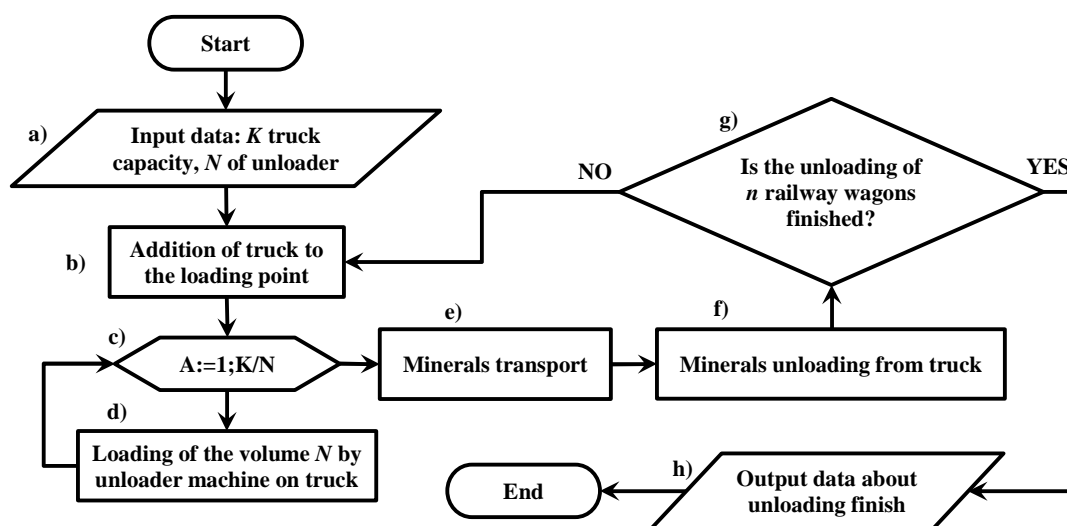 Start
a)
Input data: K truck
capacity, N of unloader
b)
Addition of truck to
the loading point
c)
A:=1;K/N
d)
Loading of the volume N by
unloader machine on truck
e)
Minerals transport
f)
Minerals unloading from truck
g)
Is the unloading of
n railway wagons
finished?
NO
YES
h)
Output data about
unloading finish
End